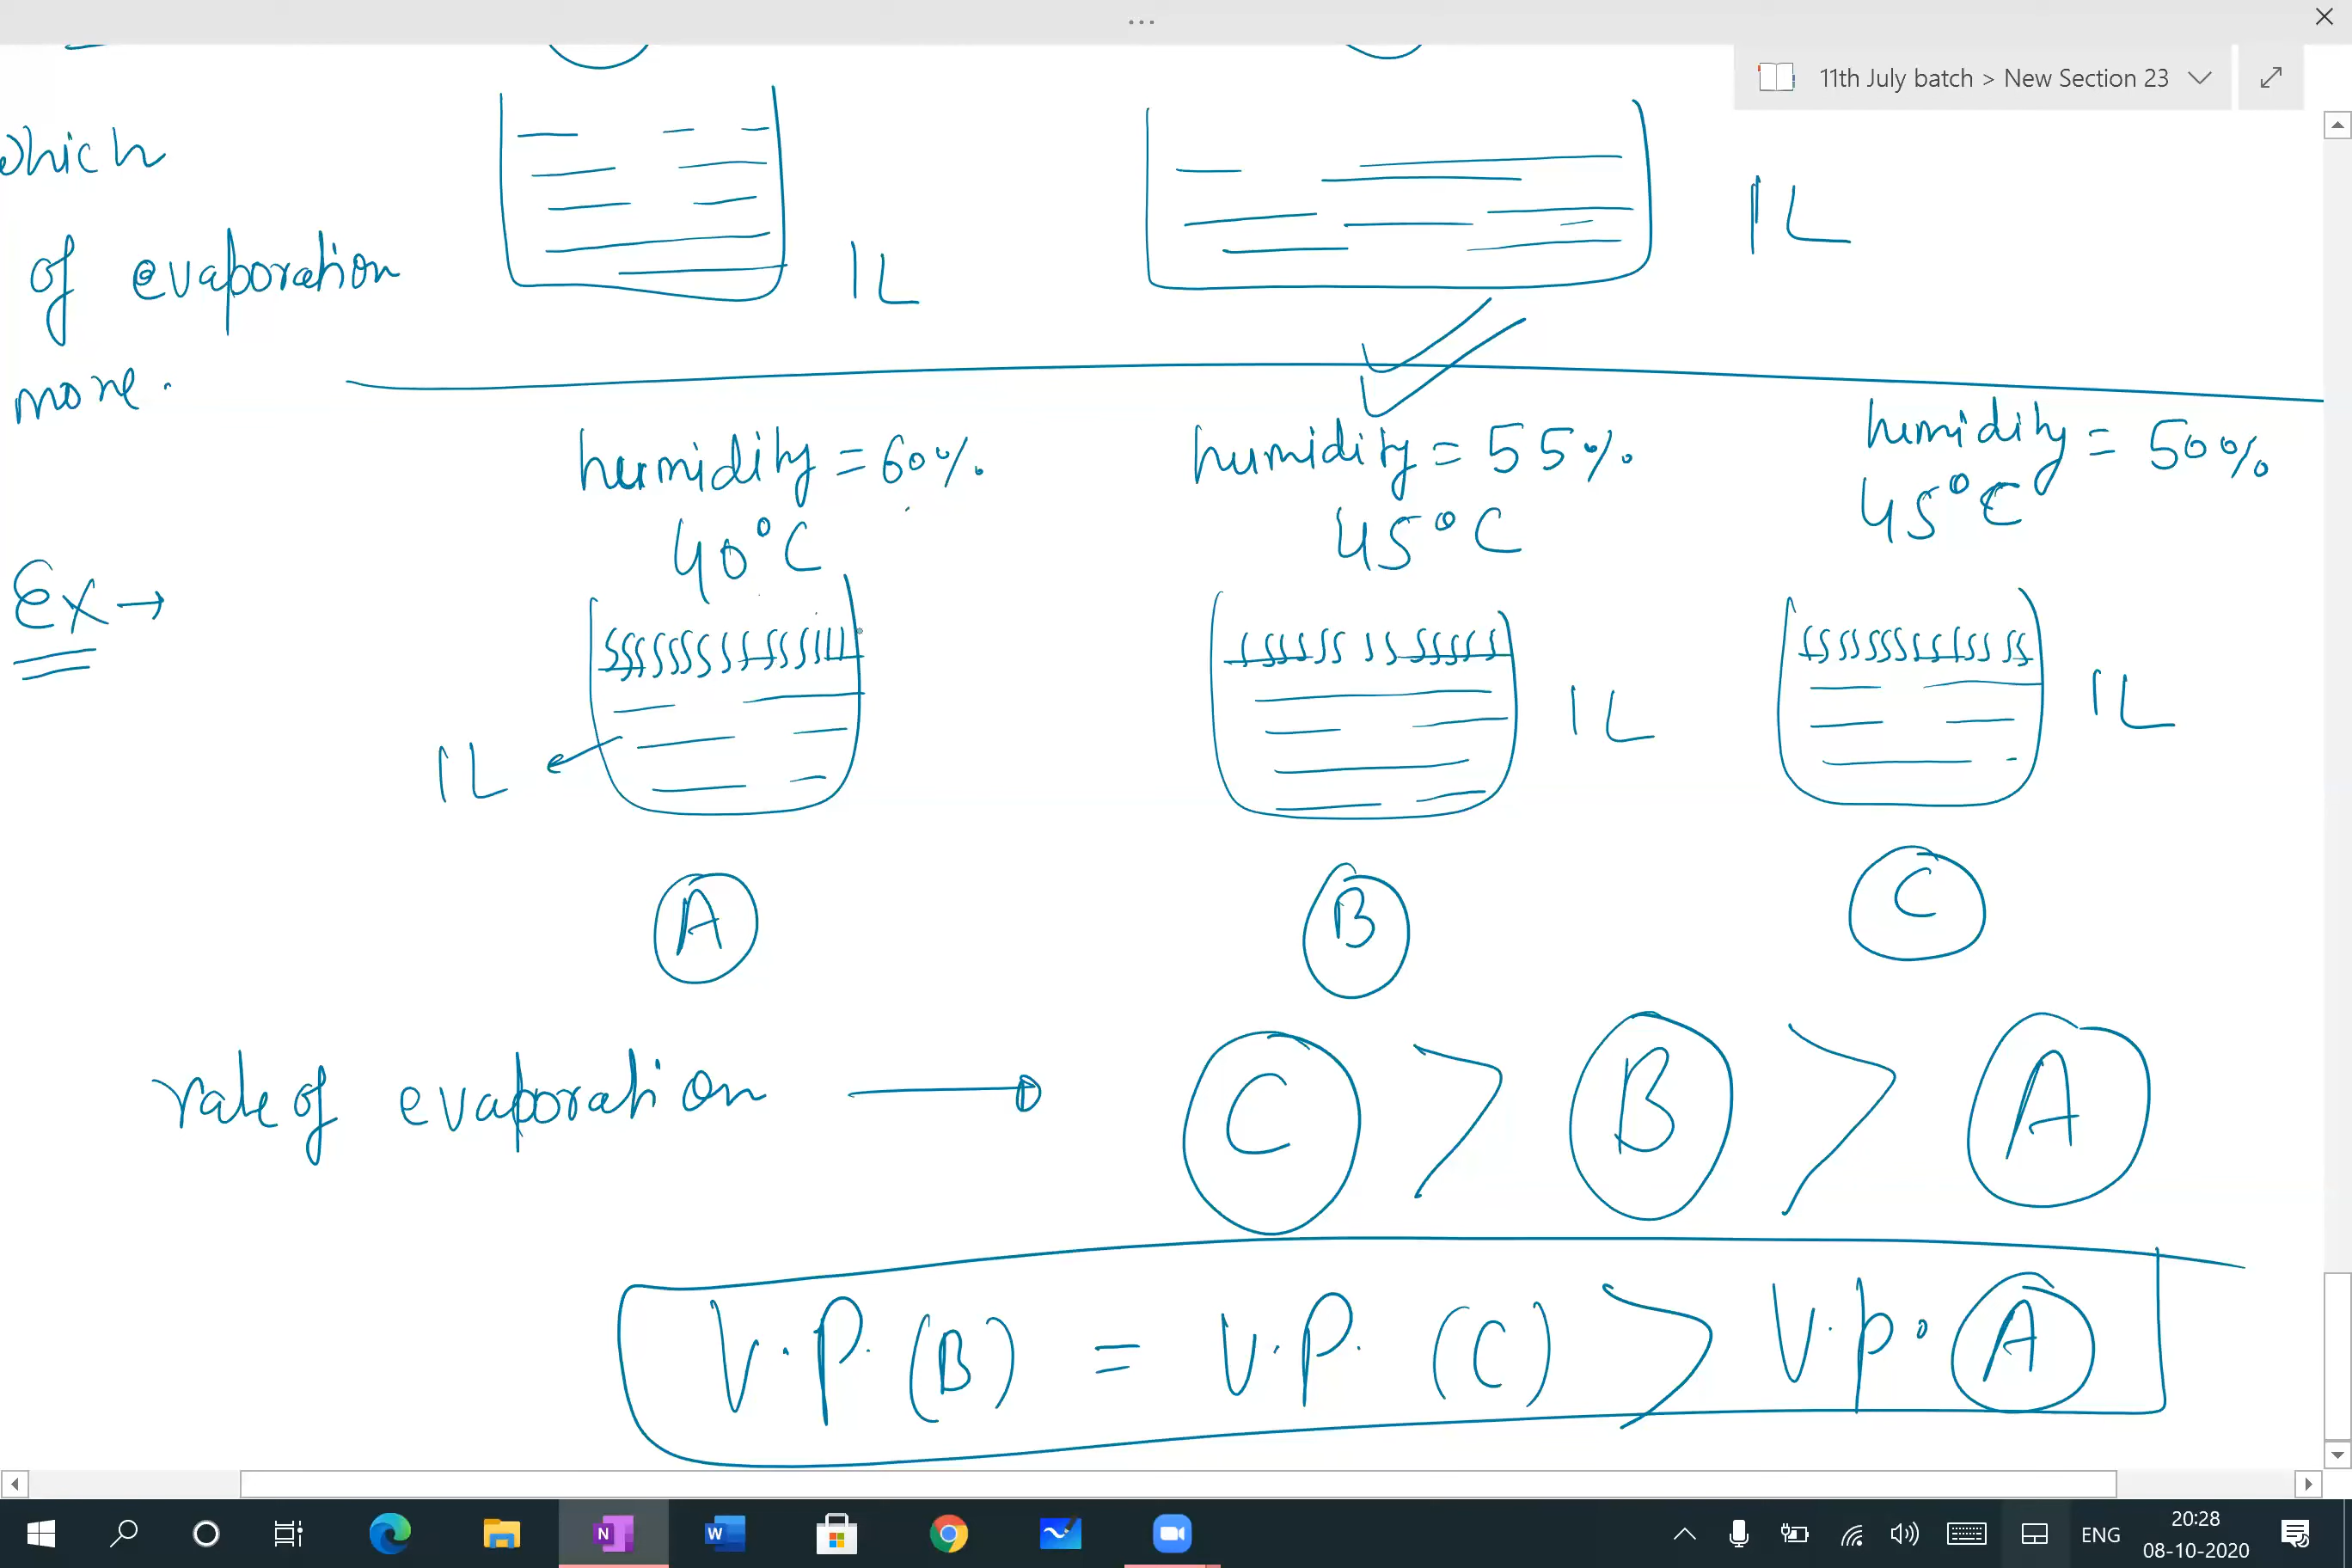 11th July batch > New Section 23
which
of evaporation
more.
1L
1L
humidity = 60%.
40°C
humidity = 55%.
45°C
humidity = 50%.
45°C
Ex →
1L
1L
1L
A
B
C
rate of evaporation → C > B > A
V.P. (B) = V.P. (C) > V.P. A
ENG
20:28
08-10-2020